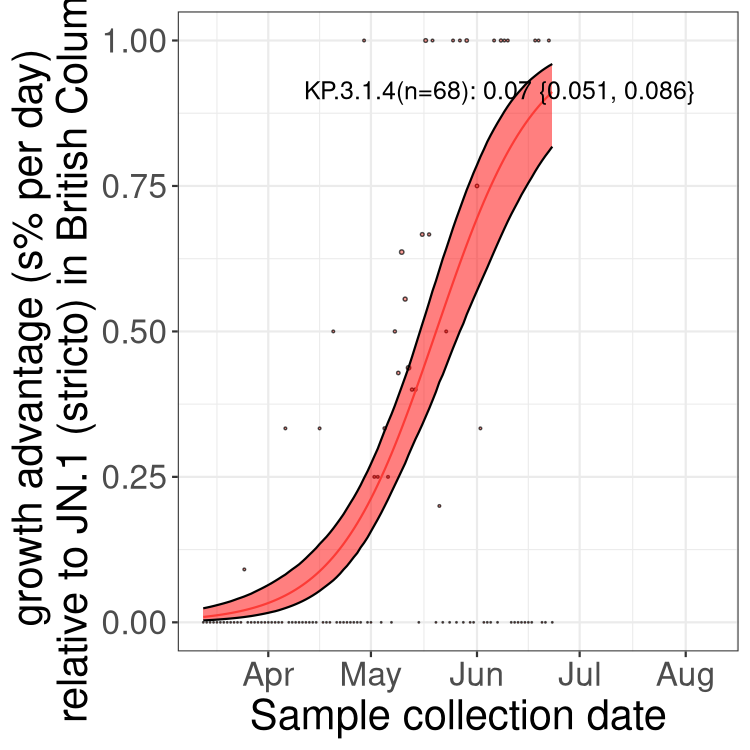 growth advantage (s% per day)
relative to JN.1 (stricto) in British Colum
1.00
0.75
0.50
0.25
0.00
KP.3.1.4(n=68): 0.07 {0.051, 0.086}
Apr May Jun Jul Aug
Sample collection date